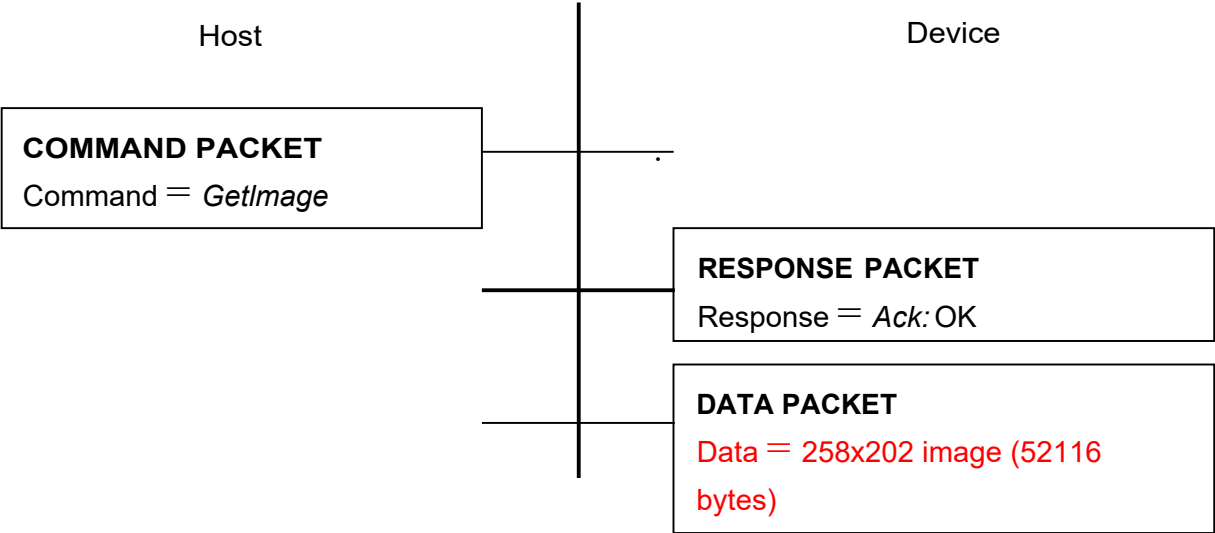 Host
Device
COMMAND PACKET
Command = GetImage
RESPONSE PACKET
Response = Ack: OK
DATA PACKET
Data = 258x202 image (52116
bytes)